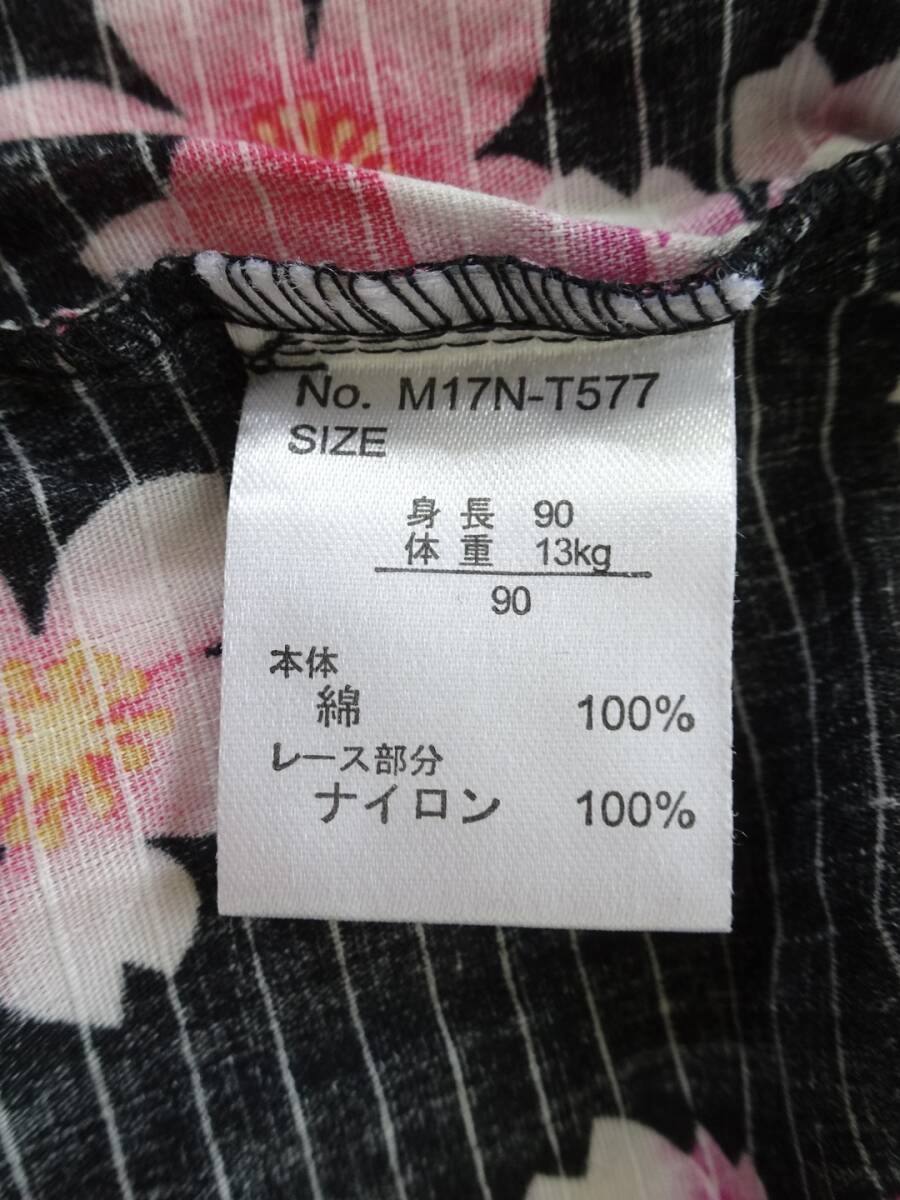 No. M17N-T577
SIZE
身長 90
体重 13kg
90
本体
綿 100%
レース部分
ナイロン 100%